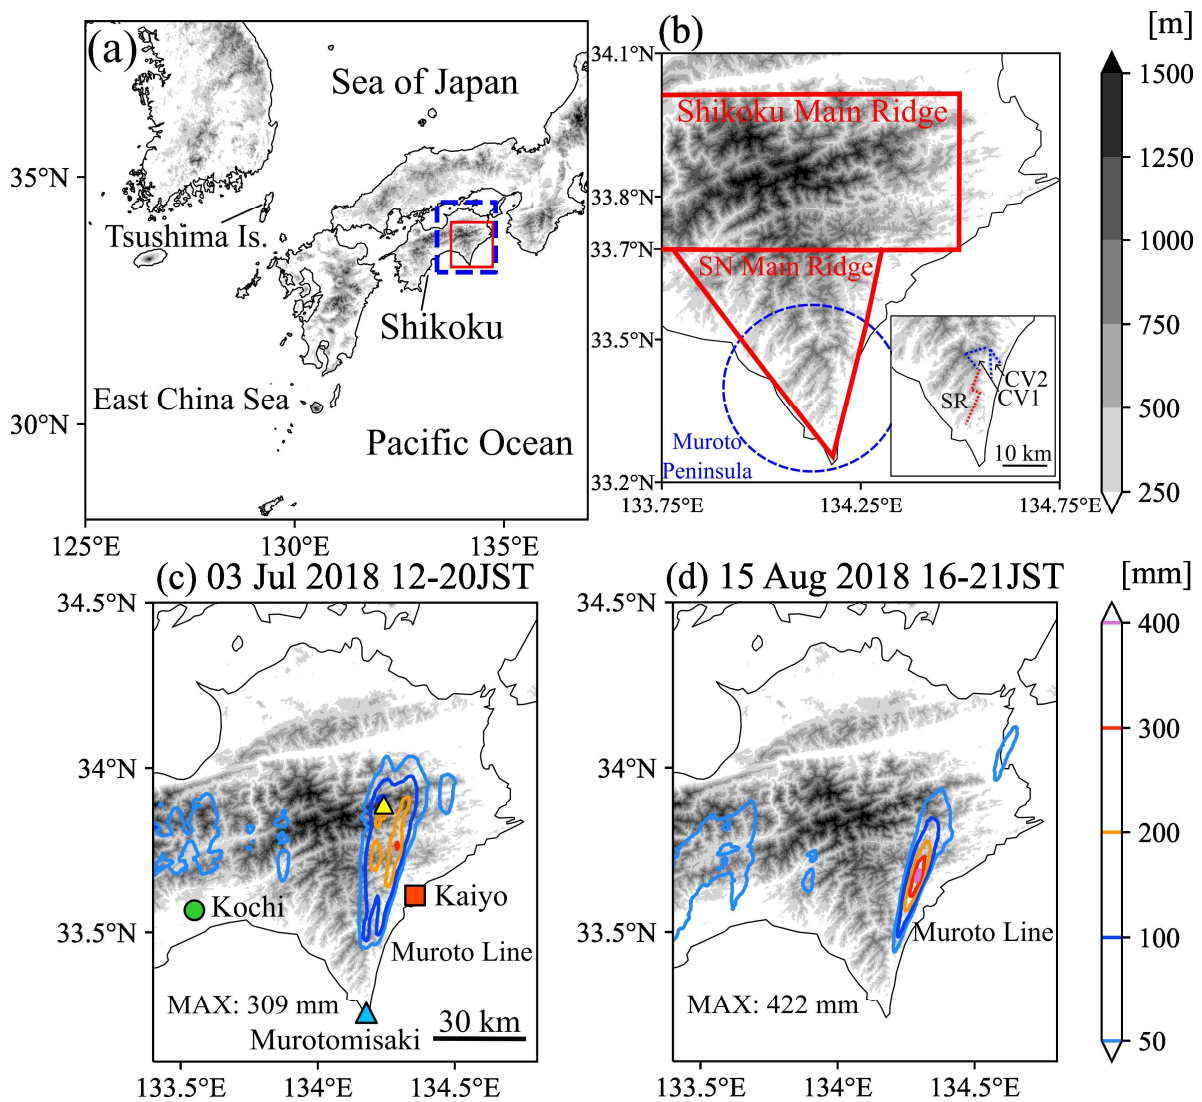 (a)
Sea of Japan
35°N
Tsushima Is.
Shikoku
East China Sea
30°N
Pacific Ocean
125°E
130°E
135°E
(b)
[m]
34.1°N
Shikoku Main Ridge
33.8°N
33.7°N
SN Main Ridge
33.5°N
CV2
CV1
SR
10 km
Muroto
Peninsula
33.2°N
133.75°E
134.25°E
134.75°E
1500
1250
1000
750
500
250
(c) 03 Jul 2018 12-20JST
34.5°N
34°N
Kochi
Kaiyo
33.5°N
Muroto Line
MAX: 309 mm
30 km
Murotomisaki
133.5°E
134°E
134.5°E
(d) 15 Aug 2018 16-21JST
34.5°N
34°N
33.5°N
Muroto Line
MAX: 422 mm
133.5°E
134°E
134.5°E
[mm]
400
300
200
100
50